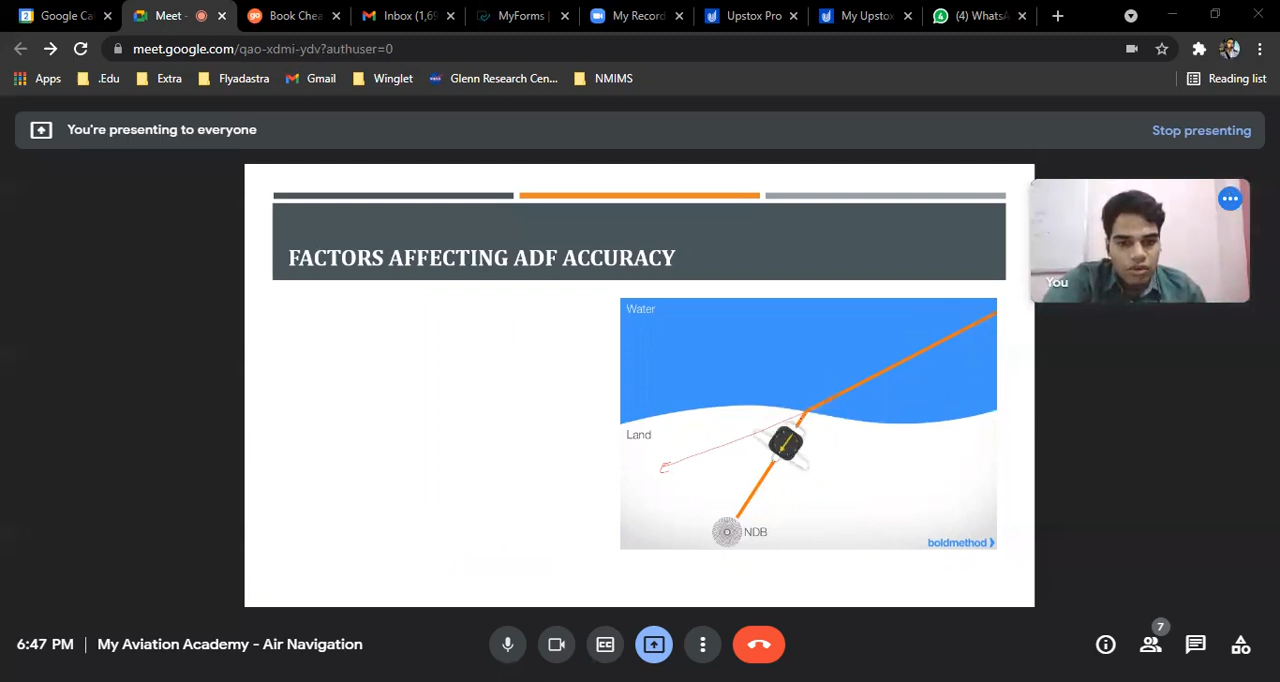 Google Ca
Meet -
Book Chea
Inbox (1,69
MyForms |
My Record
Upstox Pro
My Upsto
(4) WhatsA
meet.google.com/qao-xdmi-ydv?authuser=0
Apps
.Edu
Extra
Flyadastra
Gmail
Winglet
Glenn Research Cen...
NMIMS
Reading list
You're presenting to everyone
Stop presenting
FACTORS AFFECTING ADF ACCURACY
You
Water
Land
NDB
boldmethod
6:47 PM | My Aviation Academy - Air Navigation
7